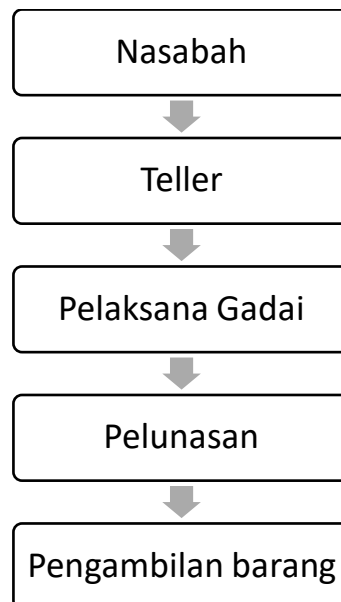 Nasabah
Teller
Pelaksana Gadai
Pelunasan
Pengambilan barang